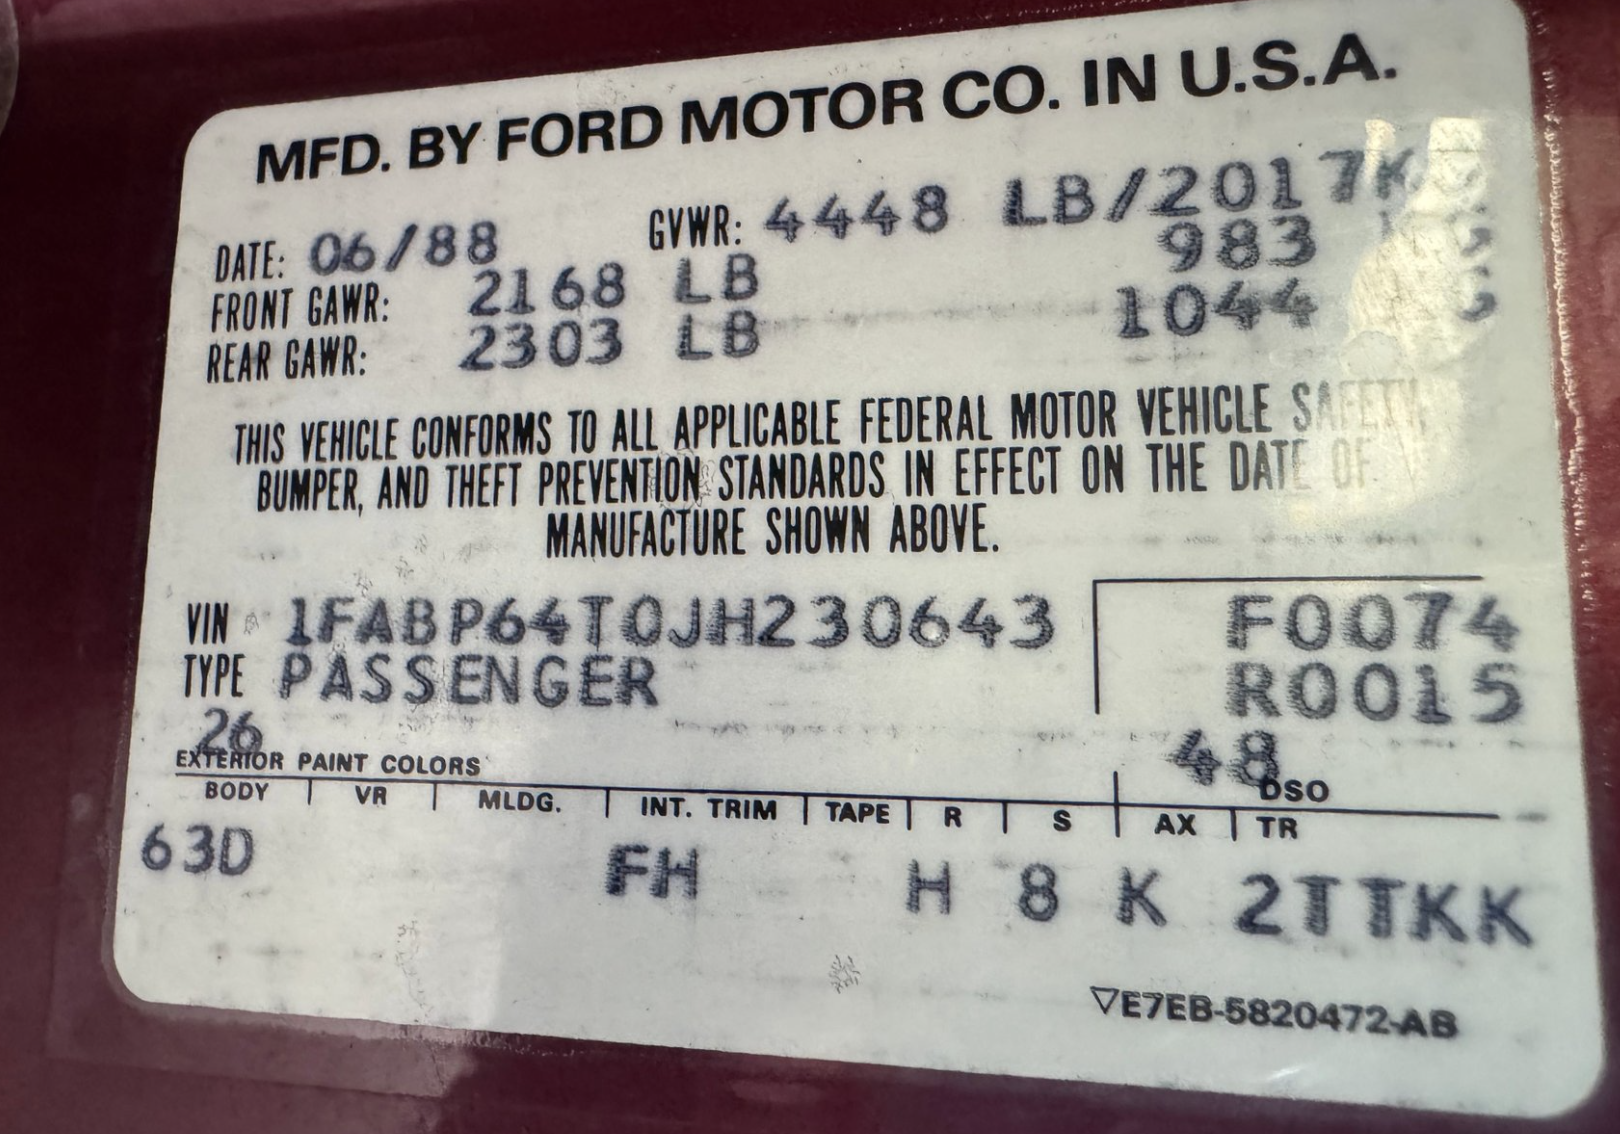 MFD. BY FORD MOTOR CO. IN U.S.A.
DATE: 06/88 GVWR: 4448 LB/2017K
FRONT GAWR: 2168 LB 983
REAR GAWR: 2303 LB 1044
THIS VEHICLE CONFORMS TO ALL APPLICABLE FEDERAL MOTOR VEHICLE SAFETY,
BUMPER, AND THEFT PREVENTION STANDARDS IN EFFECT ON THE DATE OF
MANUFACTURE SHOWN ABOVE.
VIN 1FABP64T0JH230643 F0074
TYPE PASSENGER R0015
26 48
EXTERIOR PAINT COLORS DSO
BODY VR MLDG. INT. TRIM TAPE R S AX TR
63D FH H 8 K 2TTKK
▽E7EB-5820472-AB